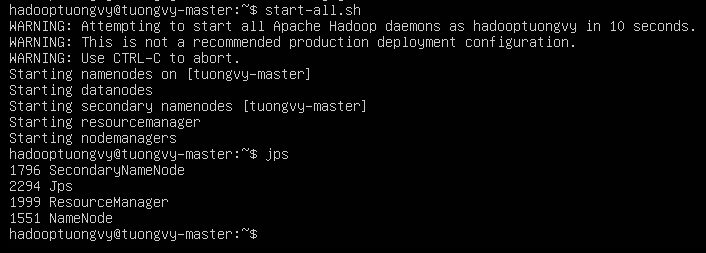 hadooptuongvy@tuongvy-master:~$ start-all.sh
WARNING: Attempting to start all Apache Hadoop daemons as hadooptuongvy in 10 seconds.
WARNING: This is not a recommended production deployment configuration.
WARNING: Use CTRL-C to abort.
Starting namenodes on [tuongvy-master]
Starting datanodes
Starting secondary namenodes [tuongvy-master]
Starting resourcemanager
Starting nodemanagers
hadooptuongvy@tuongvy-master:~$ jps
1796 SecondaryNameNode
2294 Jps
1999 ResourceManager
1551 NameNode
hadooptuongvy@tuongvy-master:~$